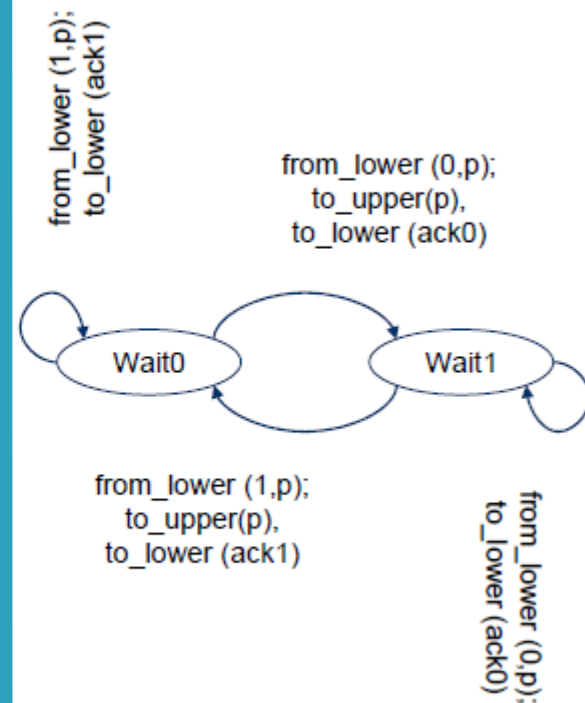 from_lower (1,p);
to_lower (ack1)
from_lower (0,p);
to_upper(p),
to_lower (ack0)
Wait0
Wait1
from_lower (1,p);
to_upper(p),
to_lower (ack1)
from_lower (0,p);
to_lower (ack0)